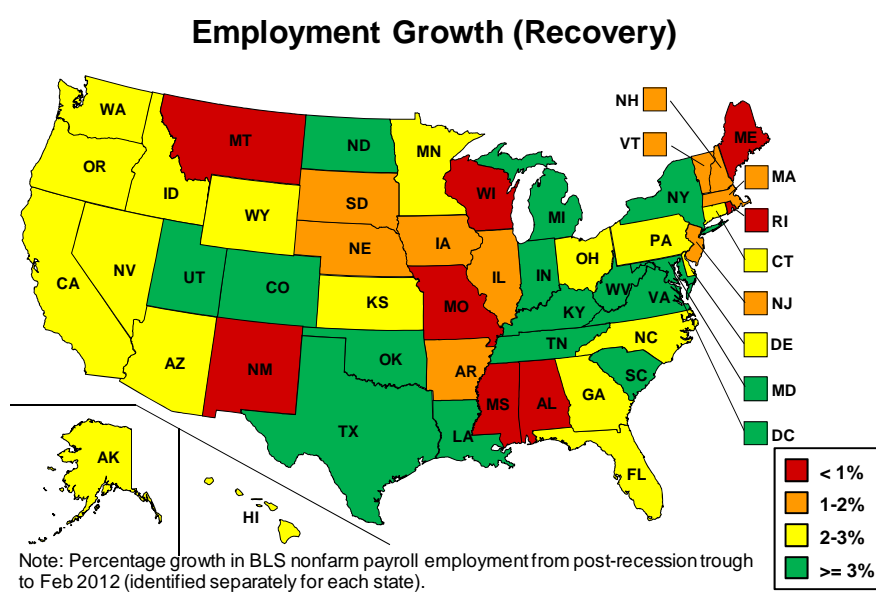 Employment Growth (Recovery)
NH
WA
MT
ND
MN
VT
ME
OR
ID
WI
MA
SD
WY
MI
NY
RI
IA
NE
PA
NV
OH
CT
CA
UT
CO
IL
IN
WV
KS
MO
VA
NJ
KY
NC
TN
DE
AZ
OK
NM
AR
SC
GA
MD
MS
AL
TX
LA
DC
AK
FL
< 1%
1-2%
HI
2-3%
Note: Percentage growth in BLS nonfarm payroll employment from post-recession trough
to Feb 2012 (identified separately for each state).
>= 3%